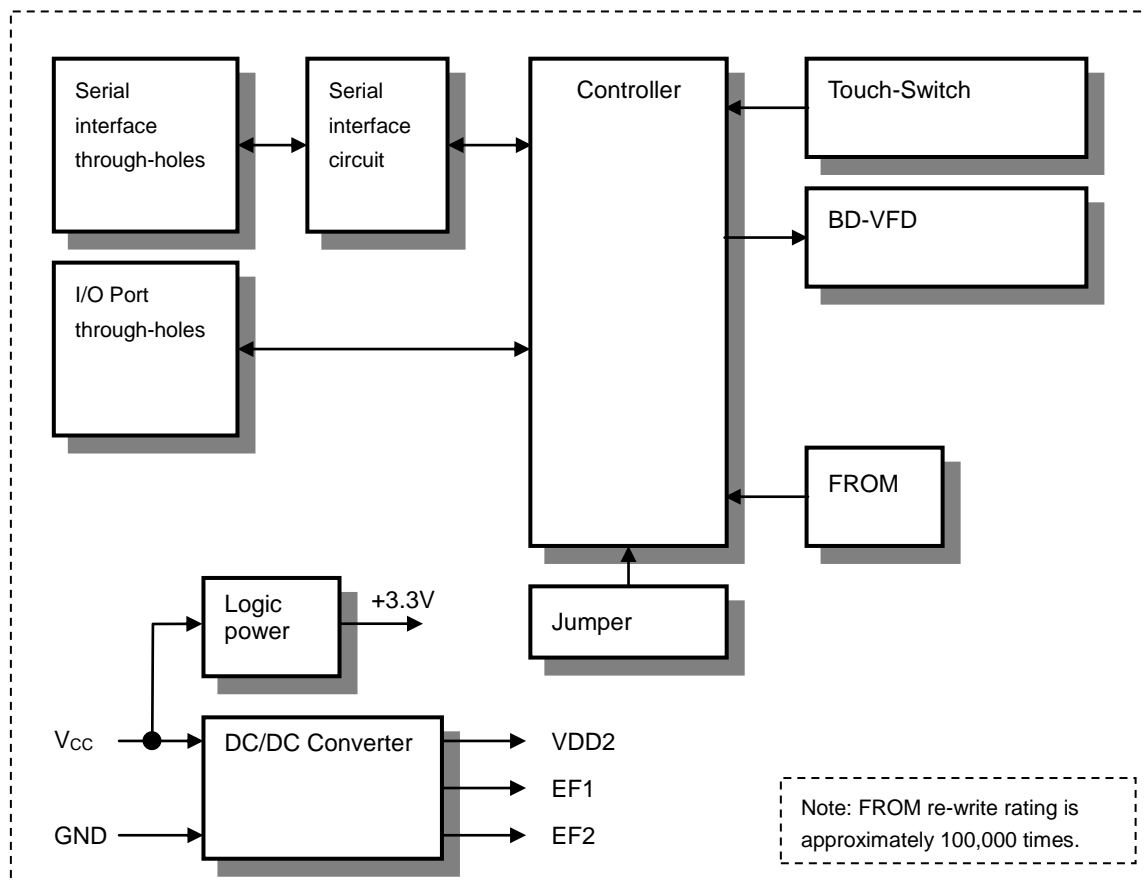 Serial
interface
through-holes
Serial
interface
circuit
Controller
Touch-Switch
BD-VFD
I/O Port
through-holes
FROM
Logic
power
+3.3V
Jumper
VCC
DC/DC Converter
VDD2
EF1
GND
EF2
Note: FROM re-write rating is
approximately 100,000 times.